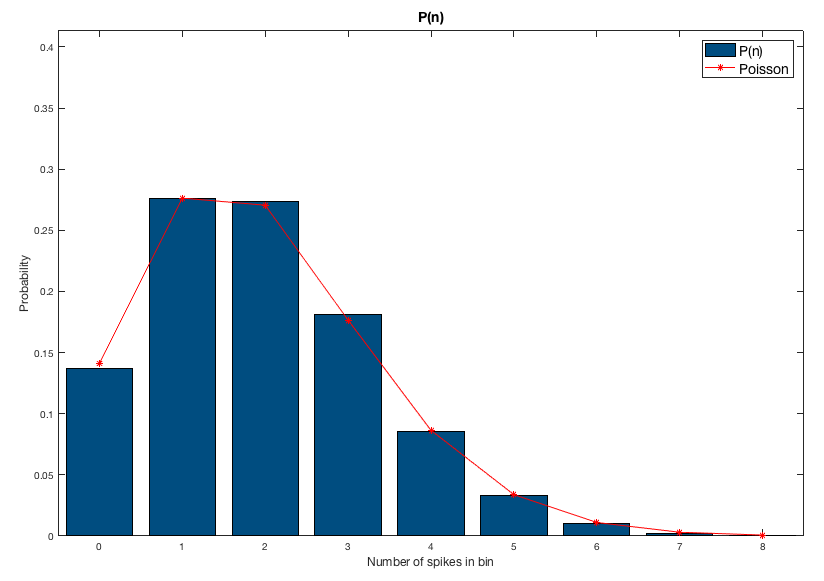 P(n)
P(n)
Poisson
0.4
0.35
0.3
0.25
0.2
0.15
0.1
0.05
0
Probability
0 1 2 3 4 5 6 7 8
Number of spikes in bin